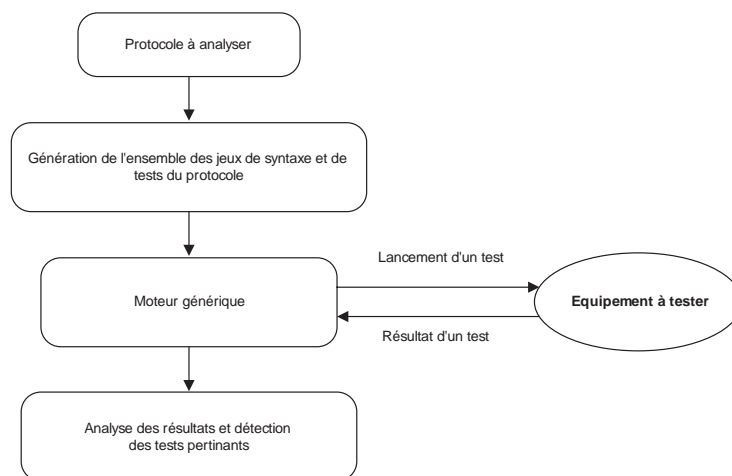 Protocole à analyser
Génération de l'ensemble des jeux de syntaxe et de
tests du protocole
Lancement d'un test
Moteur générique
Equipement à tester
Résultat d'un test
Analyse des résultats et détection
des tests pertinants